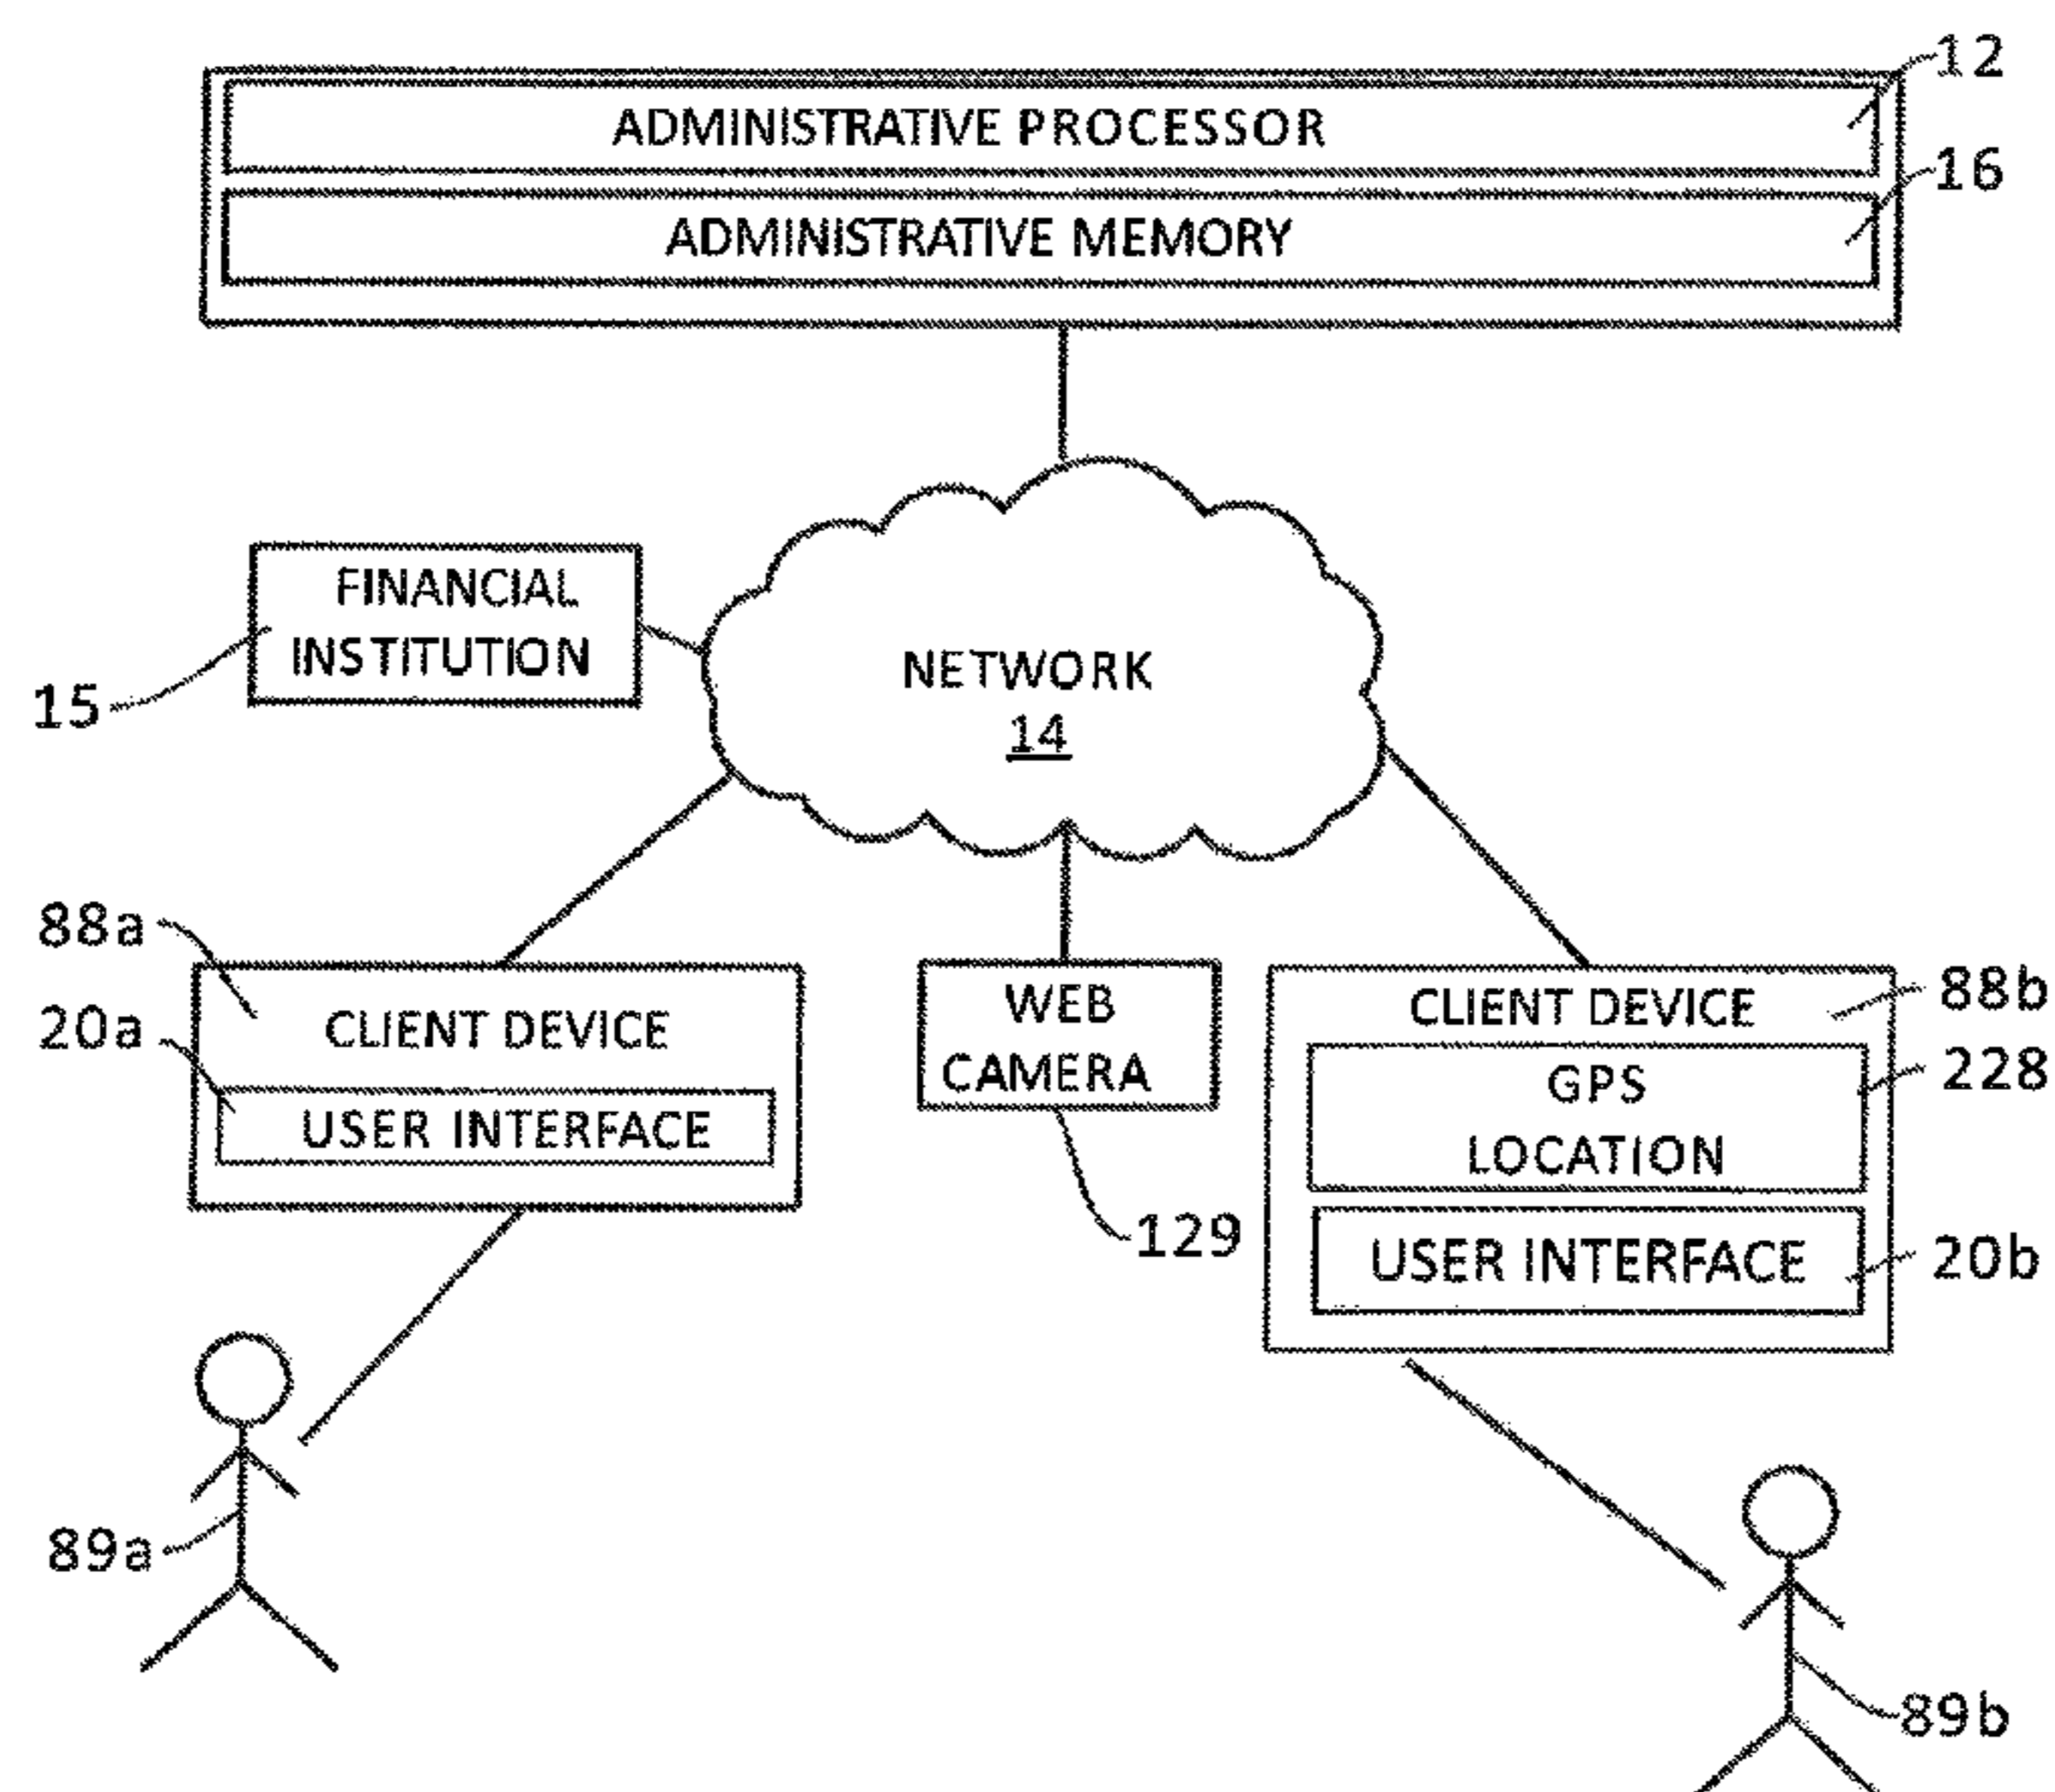 12
ADMINISTRATIVE PROCESSOR
16
ADMINISTRATIVE MEMORY
FINANCIAL
INSTITUTION
15
NETWORK
14
88a
CLIENT DEVICE
20a
USER INTERFACE
WEB
CAMERA
129
CLIENT DEVICE
88b
GPS
LOCATION
228
USER INTERFACE
20b
89a
89b